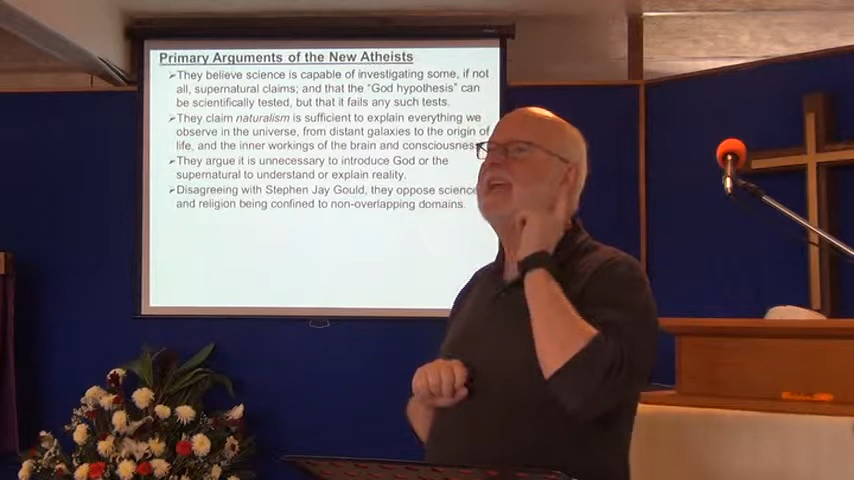 Primary Arguments of the New Atheists
➢They believe science is capable of investigating some, if not
all, supernatural claims; and that the “God hypothesis” can
be scientifically tested, but that it fails any such tests.
➢They claim naturalism is sufficient to explain everything we
observe in the universe, from distant galaxies to the origin of
life, and the inner workings of the brain and consciousness.
➢They argue it is unnecessary to introduce God or the
supernatural to understand or explain reality.
➢Disagreeing with Stephen Jay Gould, they oppose science
and religion being confined to non-overlapping domains.